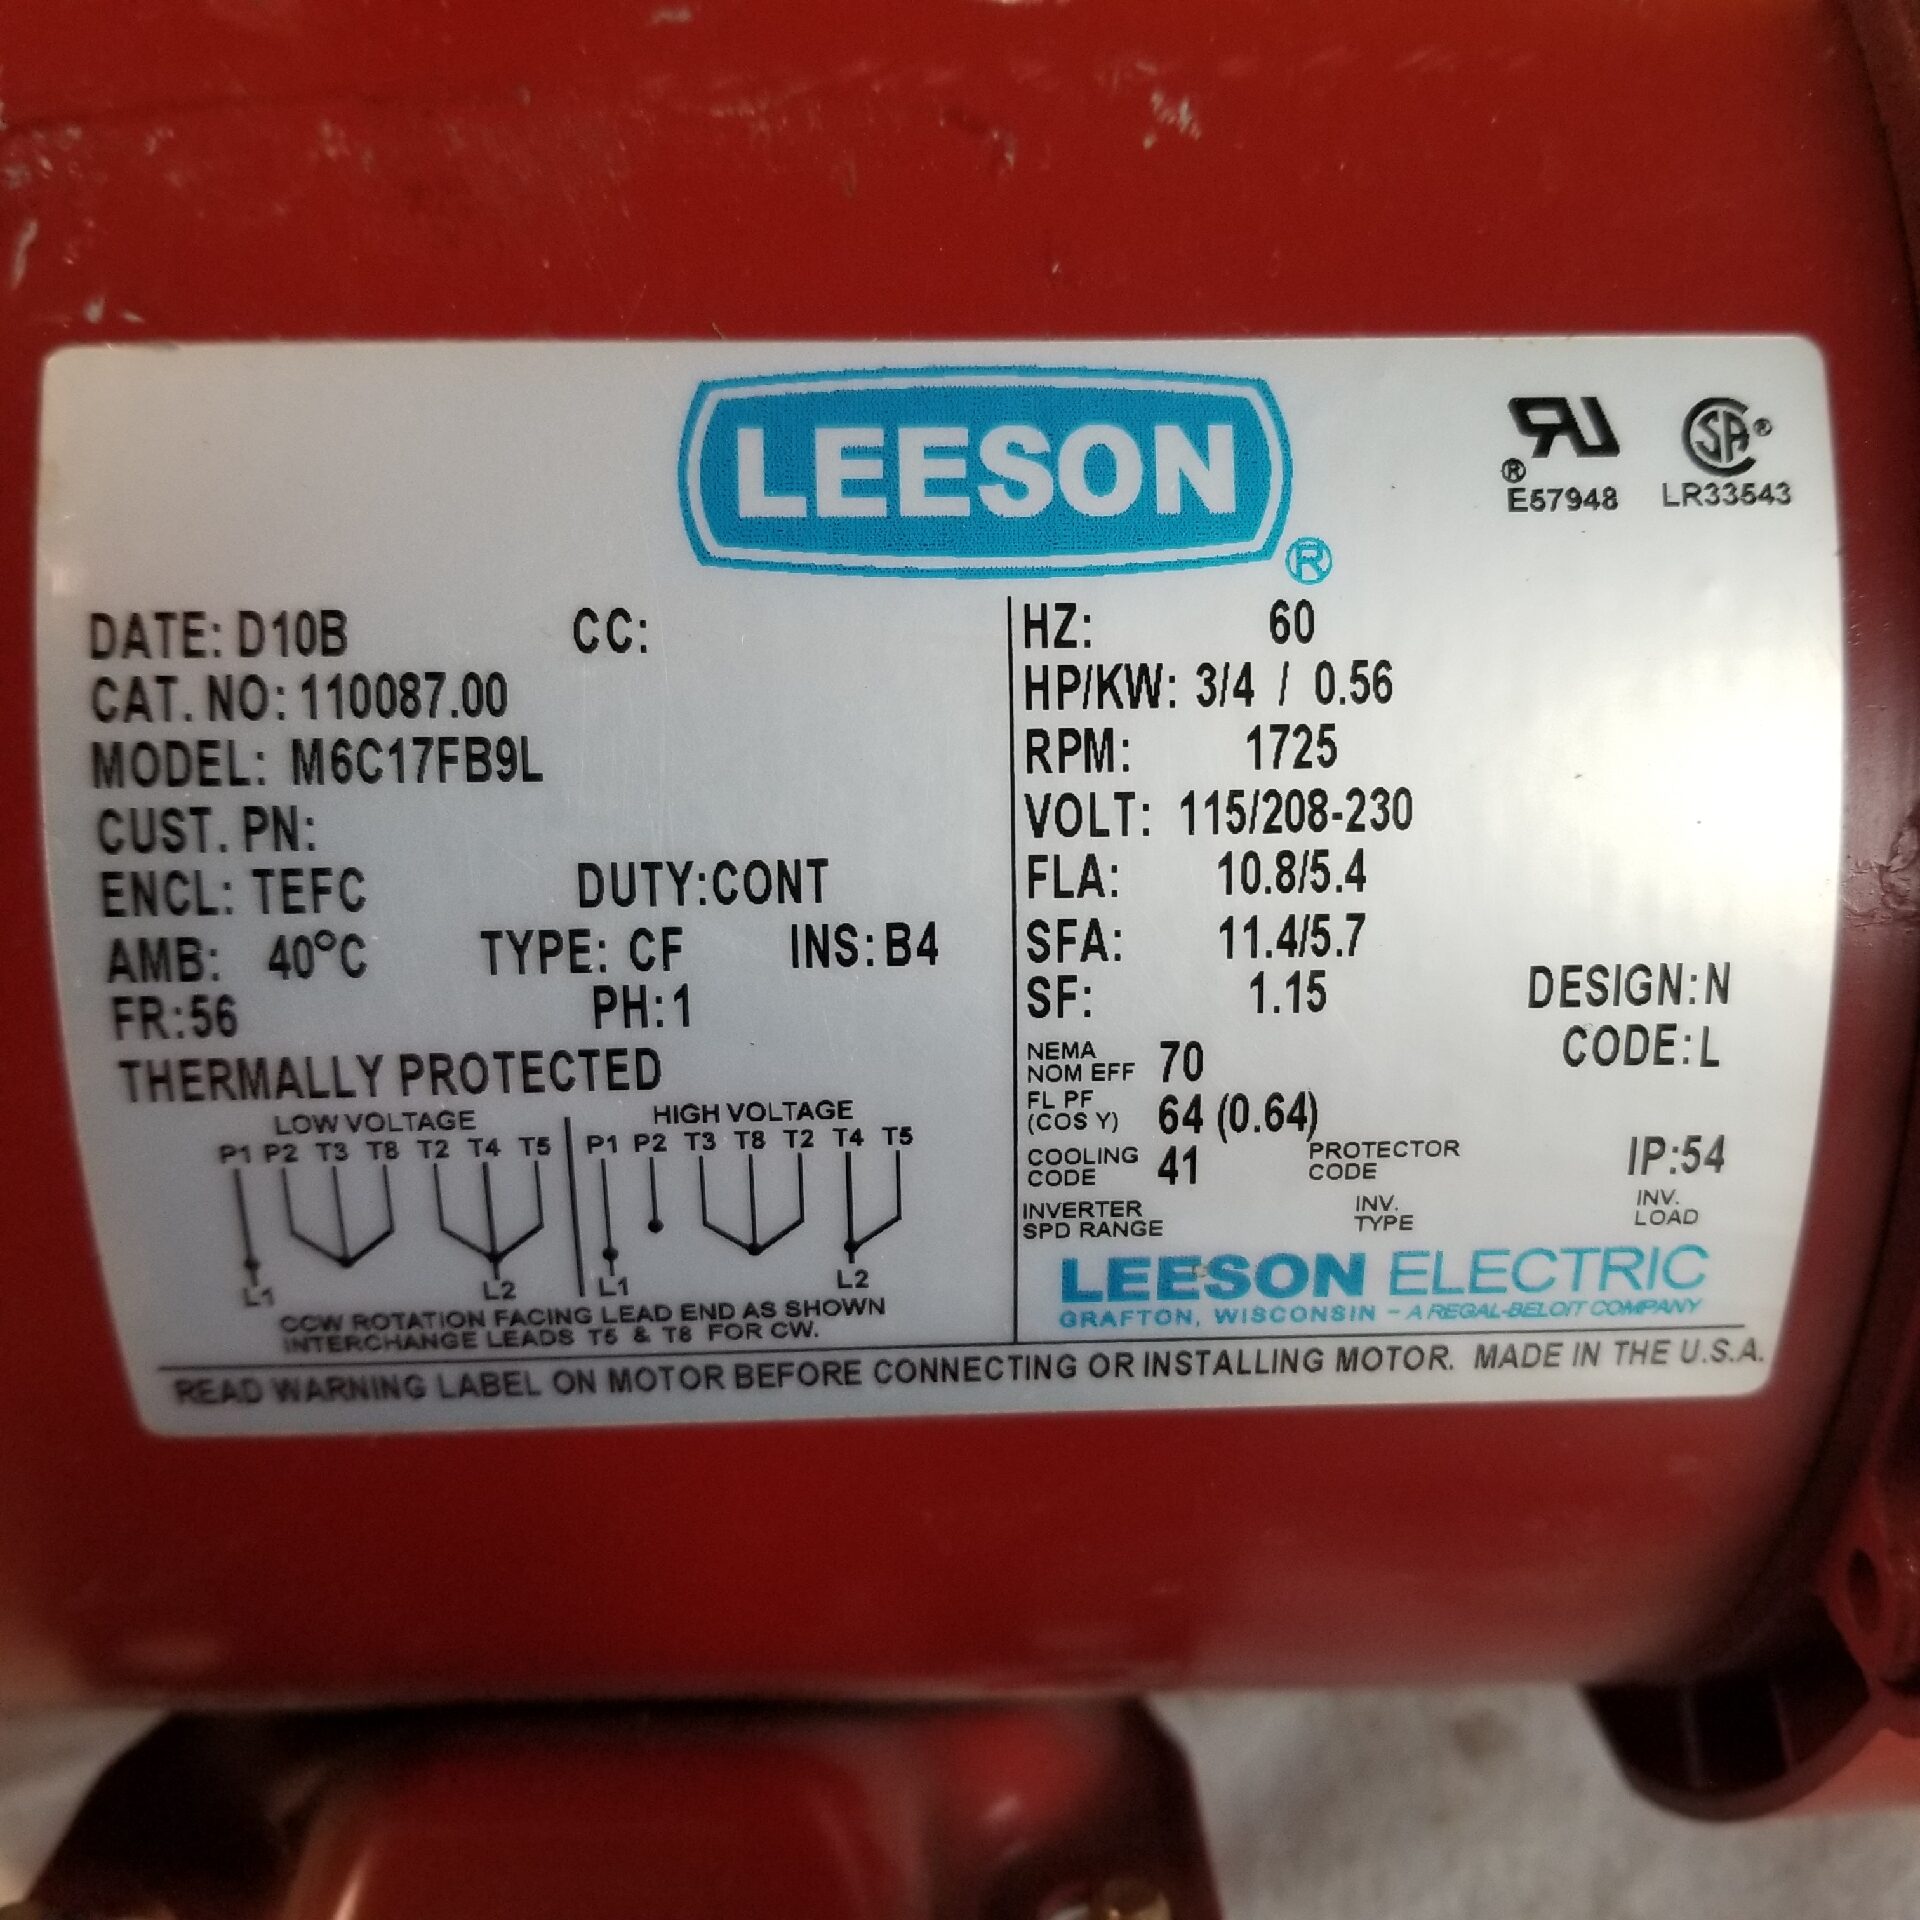 LEESON
®
®
E57948
SA ®
LR33543
DATE: D10B CC:
CAT. NO: 110087.00
MODEL: M6C17FB9L
CUST. PN:
ENCL: TEFC DUTY:CONT
AMB: 40°C TYPE: CF INS: B4
FR:56 PH:1
THERMALLY PROTECTED
LOW VOLTAGE HIGH VOLTAGE
P1 P2 T3 T8 T2 T4 T5 P1 P2 T3 T8 T2 T4 T5
L1 L2 L1 L2
CCW ROTATION FACING LEAD END AS SHOWN
INTERCHANGE LEADS T5 & T8 FOR CW.
HZ: 60
HP/KW: 3/4 / 0.56
RPM: 1725
VOLT: 115/208-230
FLA: 10.8/5.4
SFA: 11.4/5.7
SF: 1.15 DESIGN:N
CODE:L
NEMA
NOM EFF 70
FL PF
(COS Y) 64 (0.64)
COOLING
CODE 41
PROTECTOR
CODE
IP:54
INVERTER
SPD RANGE
INV.
TYPE
INV.
LOAD
LEESON ELECTRIC
GRAFTON, WISCONSIN - A REGAL-BELOIT COMPANY
READ WARNING LABEL ON MOTOR BEFORE CONNECTING OR INSTALLING MOTOR. MADE IN THE U.S.A.